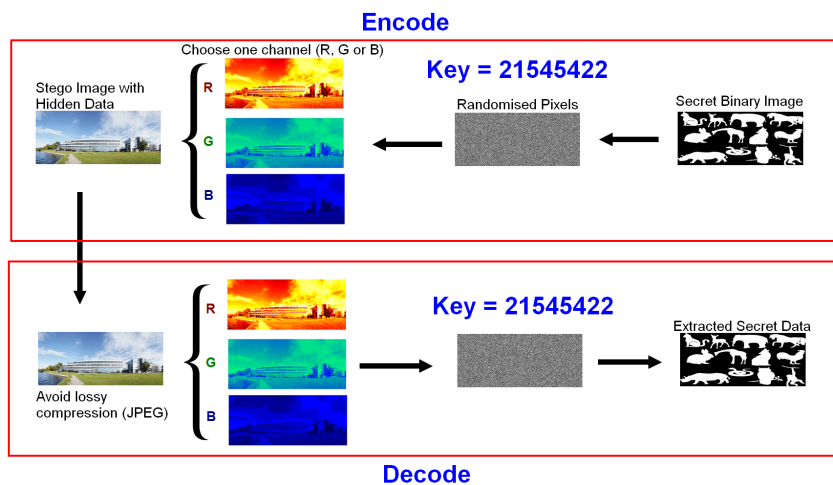 Encode
Choose one channel (R, G or B)
Key = 21545422
Stego Image with
Hidden Data
R
Randomised Pixels
Secret Binary Image
G
B
Key = 21545422
R
Extracted Secret Data
G
Avoid lossy
compression (JPEG)
B
Decode